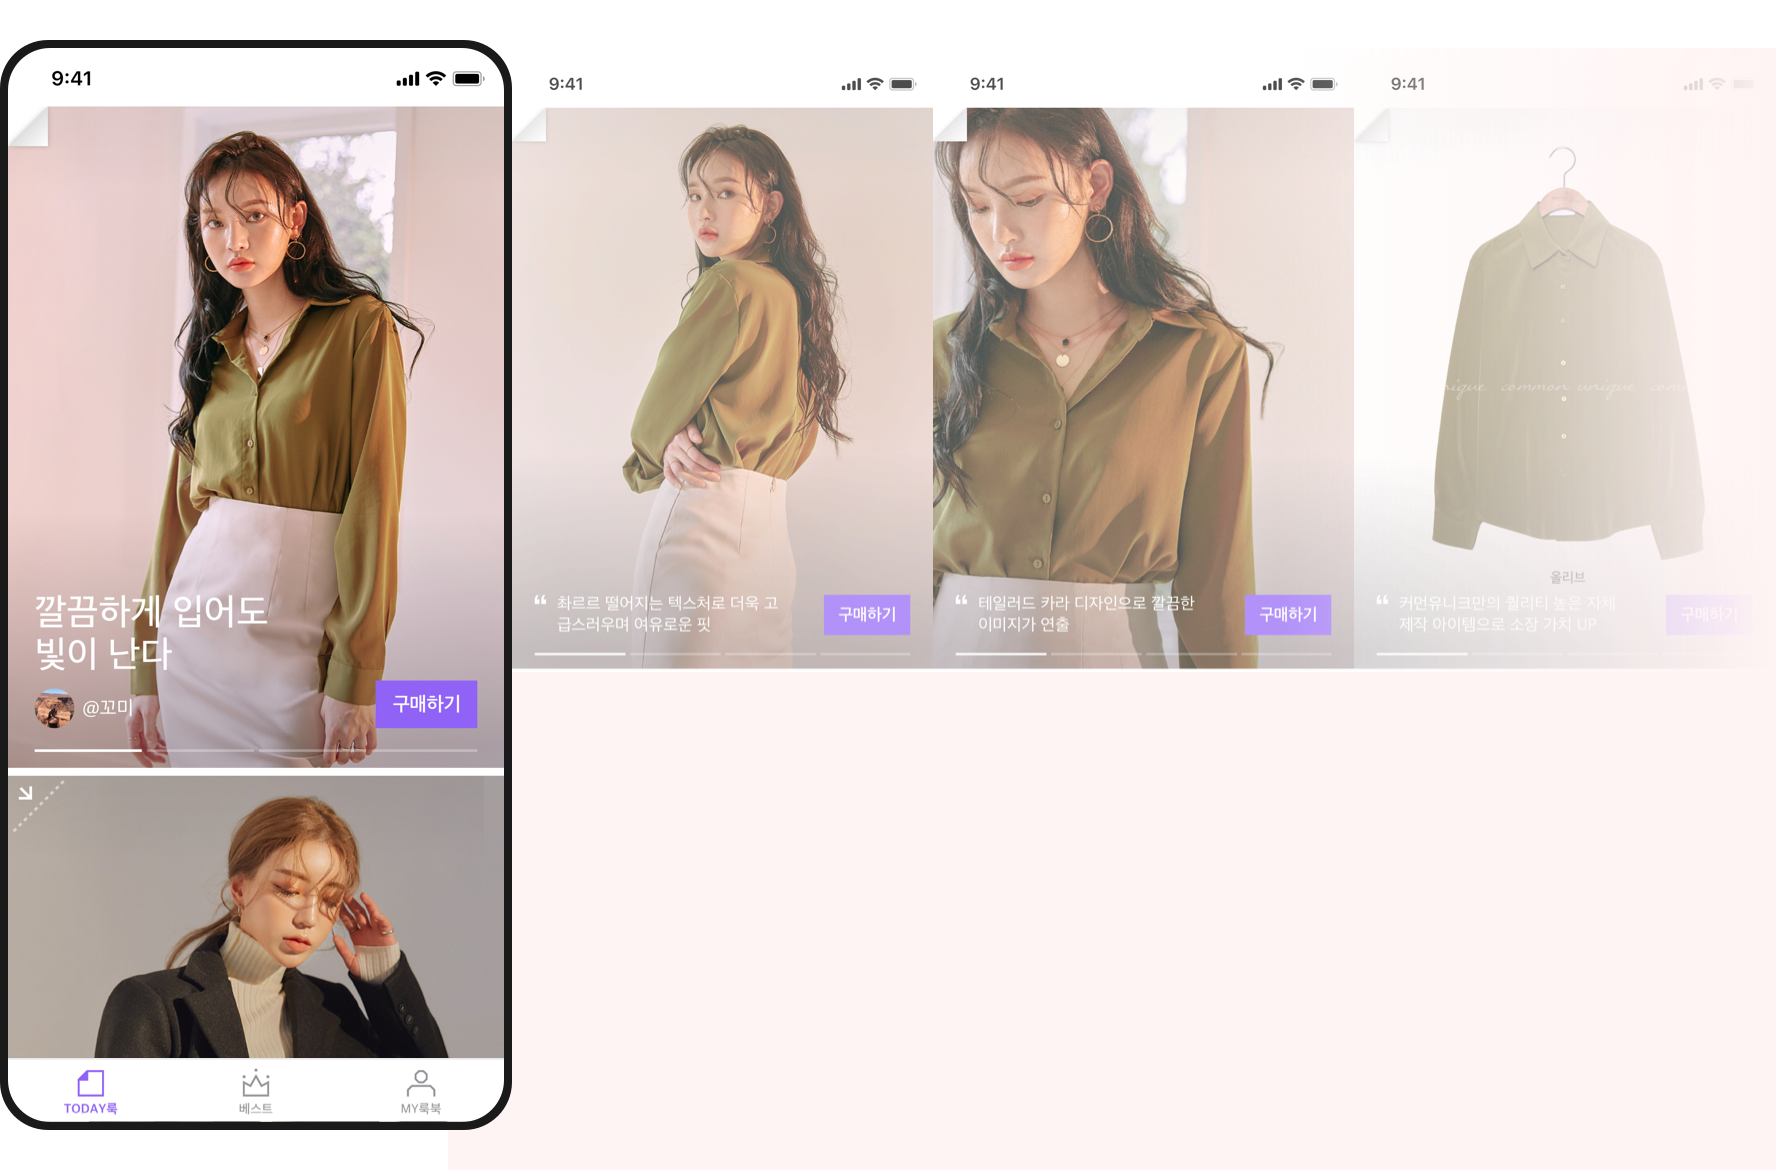 9:41
깔끔하게 입어도
빛이 난다
@꼬미
구매하기
TODAY룩
베스트
MY룩북
9:41
“ 촤르르 떨어지는 텍스처로 더욱 고
급스러우며 여유로운 핏
구매하기
9:41
“ 테일러드 카라 디자인으로 깔끔한
이미지가 연출
구매하기
9:41
nique common unique com
올리브
“ 커먼유니크만의 퀄리티 높은 자체
제작 아이템으로 소장 가치 UP
구매하기